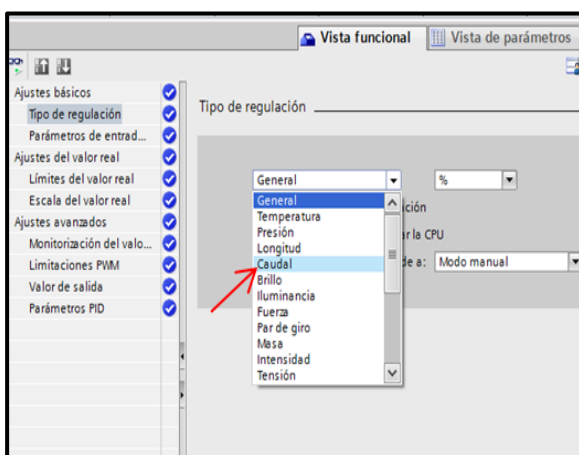 Vista funcional
Vista de parámetros
Ajustes básicos
Tipo de regulación
Parámetros de entrad...
Ajustes del valor real
Límites del valor real
Escala del valor real
Ajustes avanzados
Monitorización del valo...
Limitaciones PWM
Valor de salida
Parámetros PID
Tipo de regulación
General
%
General
Temperatura
Presión
Longitud
Caudal
Brillo
Iluminancia
Fuerza
Par de giro
Masa
Intensidad
Tensión
ar la CPU
de a: Modo manual